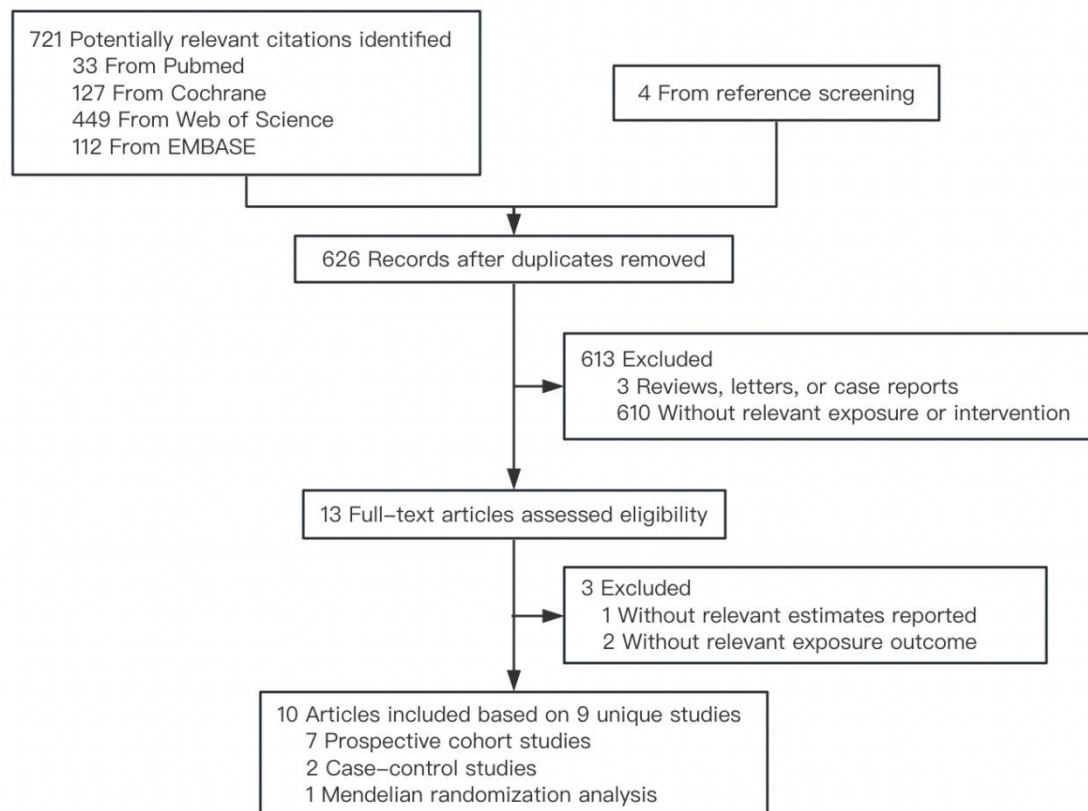 721 Potentially relevant citations identified
33 From Pubmed
127 From Cochrane
449 From Web of Science
112 From EMBASE
4 From reference screening
626 Records after duplicates removed
613 Excluded
3 Reviews, letters, or case reports
610 Without relevant exposure or intervention
13 Full-text articles assessed eligibility
3 Excluded
1 Without relevant estimates reported
2 Without relevant exposure outcome
10 Articles included based on 9 unique studies
7 Prospective cohort studies
2 Case-control studies
1 Mendelian randomization analysis